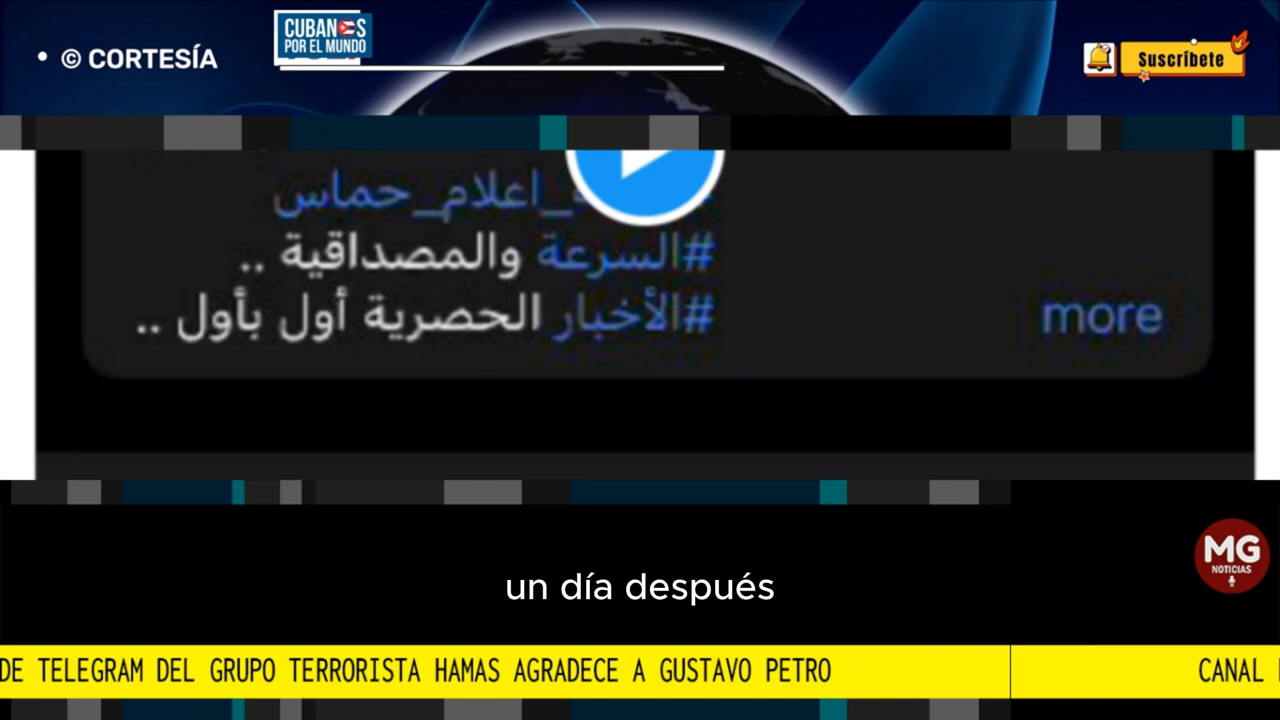 © CORTESÍA
CUBANOS
POR EL MUNDO
Suscríbete
اعلام_حماس
#السرعة والمصداقية ..
#الأخبار الحصرية أول بأول ..
more
MG
NOTICIAS
un día después
DE TELEGRAM DEL GRUPO TERRORISTA HAMAS AGRADECE A GUSTAVO PETRO
CANAL